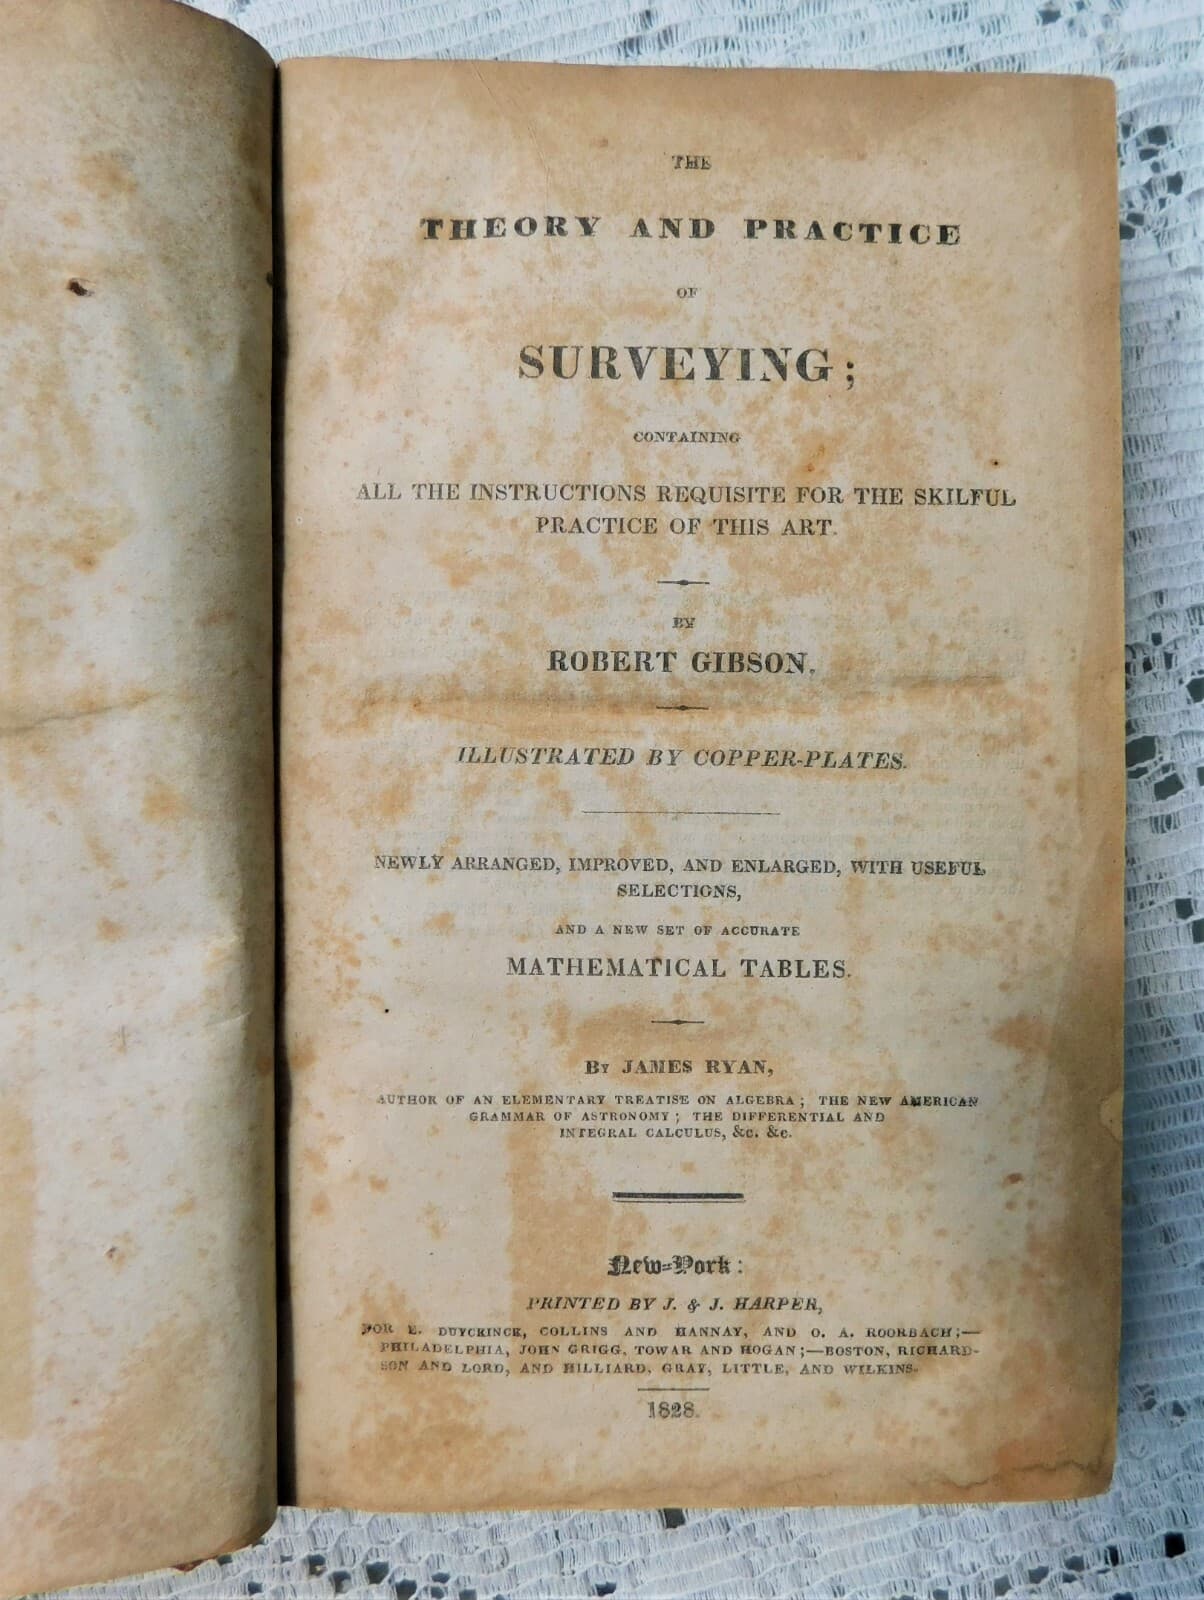 THE
THEORY AND PRACTICE
OF
SURVEYING;
CONTAINING
ALL THE INSTRUCTIONS REQUISITE FOR THE SKILFUL
PRACTICE OF THIS ART.
BY
ROBERT GIBSON.
ILLUSTRATED BY COPPER-PLATES.
NEWLY ARRANGED, IMPROVED, AND ENLARGED, WITH USEFUL
SELECTIONS,
AND A NEW SET OF ACCURATE
MATHEMATICAL TABLES.
BY JAMES RYAN,
AUTHOR OF AN ELEMENTARY TREATISE ON ALGEBRA; THE NEW AMERICAN
GRAMMAR OF ASTRONOMY; THE DIFFERENTIAL AND
INTEGRAL CALCULUS, &c. &c.
New-York:
PRINTED BY J. & J. HARPER,
FOR E. DUYCKINCK, COLLINS AND HANNAY, AND O. A. ROORBACH;—
PHILADELPHIA, JOHN GRIGG, TOWAR AND HOGAN;—BOSTON, RICHARD-
SON AND LORD, AND HILLIARD, GRAY, LITTLE, AND WILKINS.
1828.